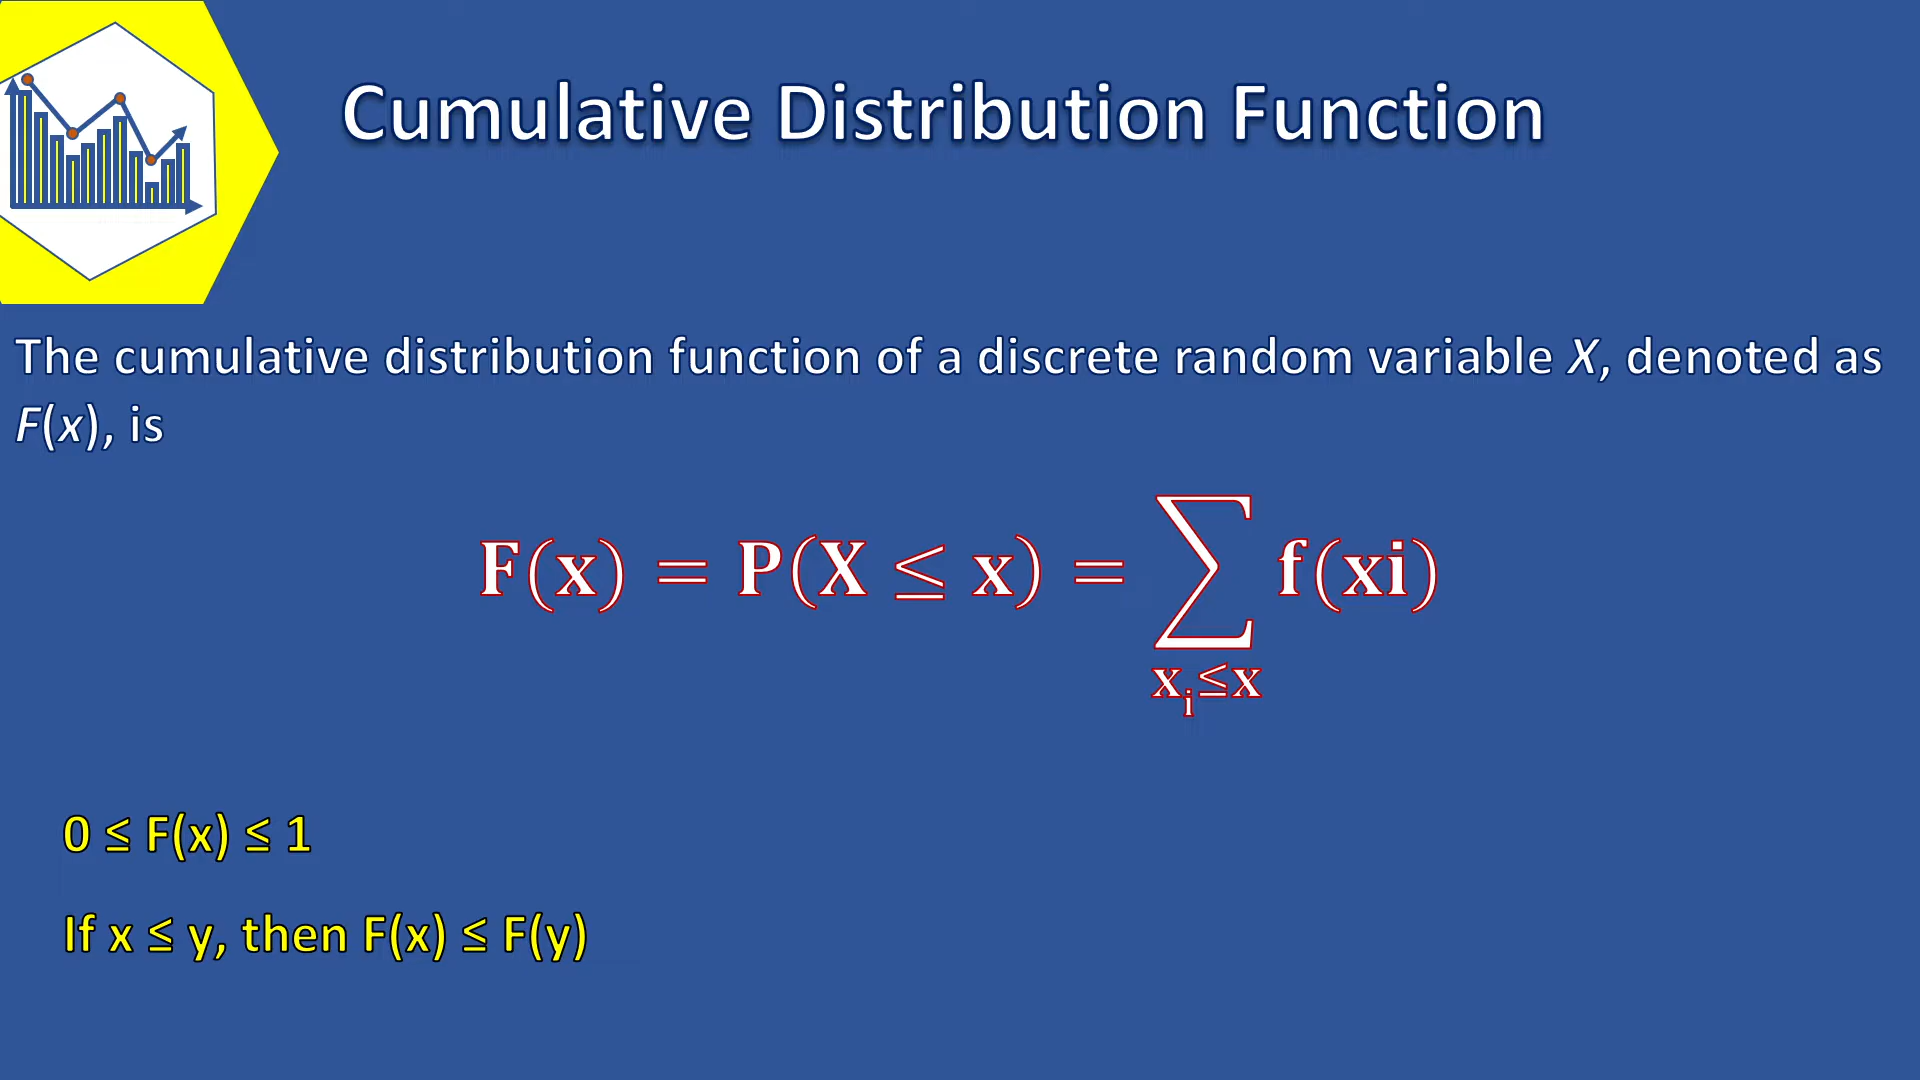 Cumulative Distribution Function
The cumulative distribution function of a discrete random variable X, denoted as
F(x), is
F(x) = P(X ≤ x) = ∑ f(xi)
xᵢ≤x
0 ≤ F(x) ≤ 1
If x ≤ y, then F(x) ≤ F(y)